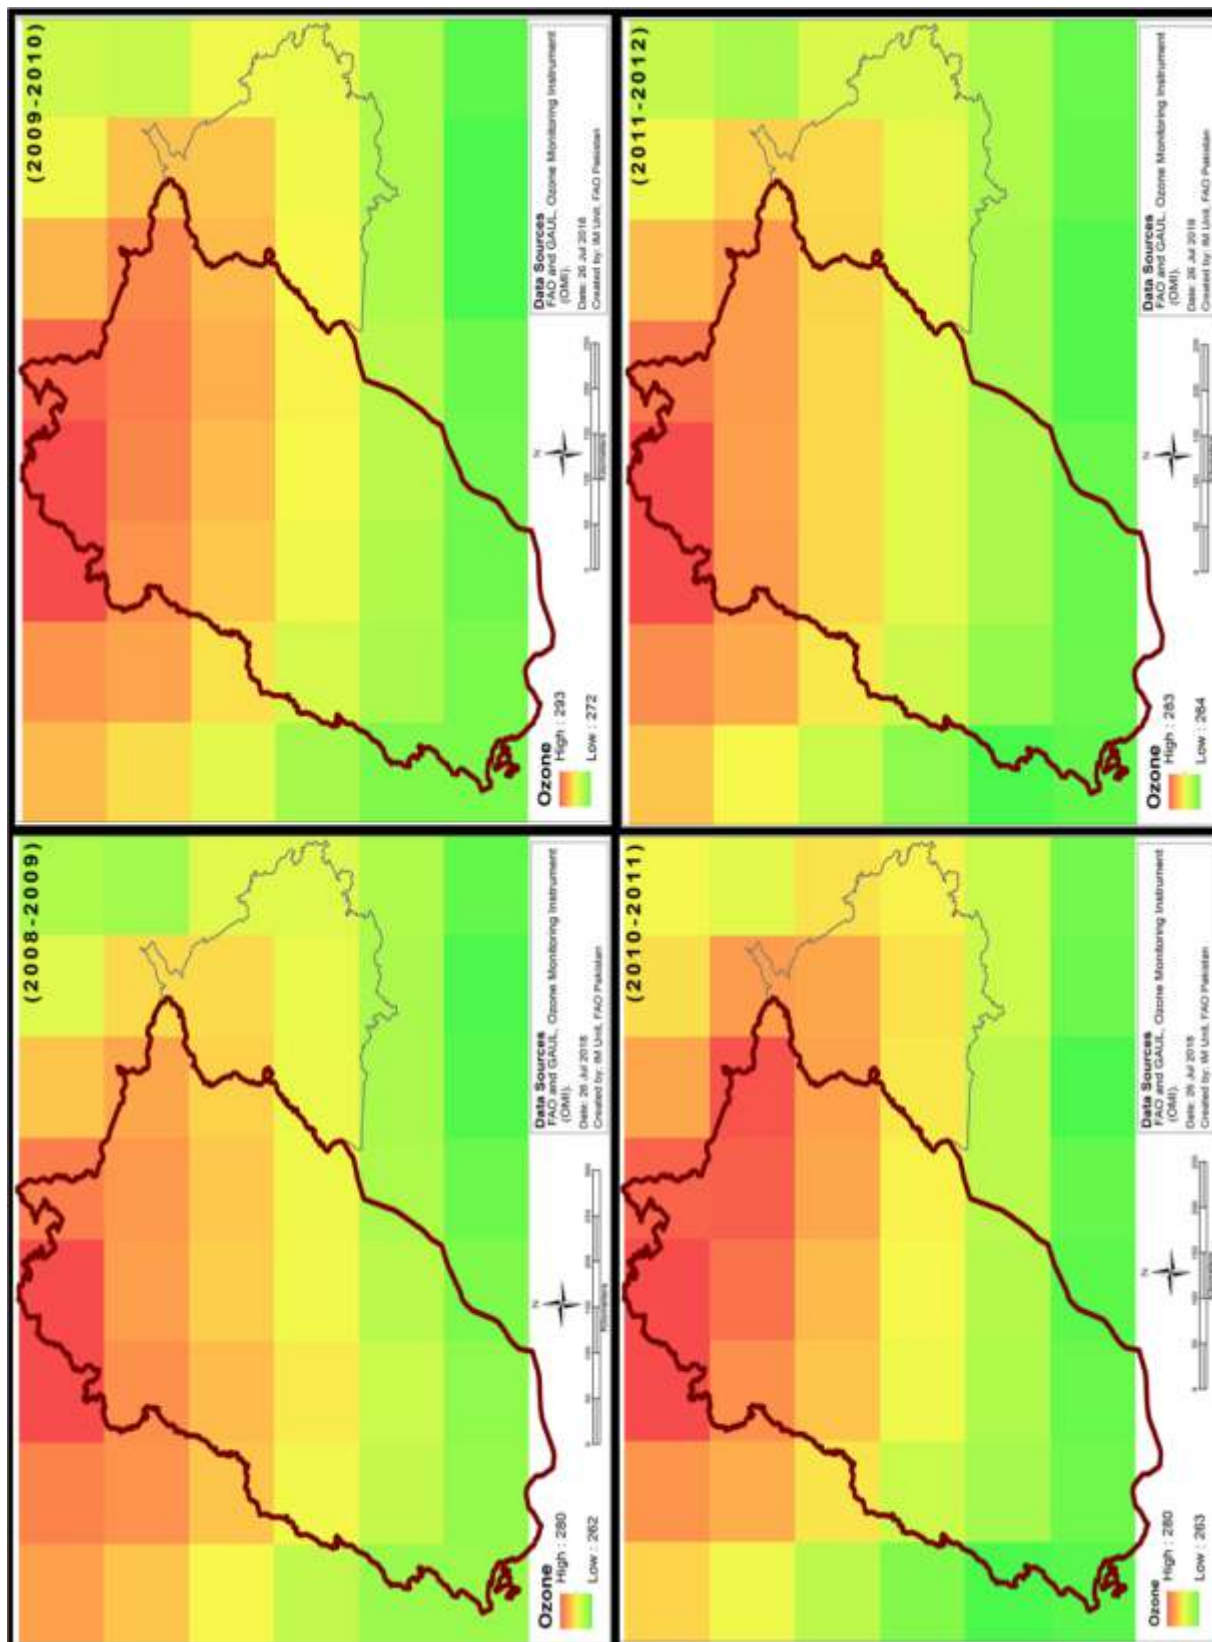 (2008-2009)
Ozone
High : 280
Low : 262
N
Kilometers
Data Sources
FAO and GAUL, Ozone Monitoring Instrument
(OMI).
Date: 26 Jul 2018
Created by: IM Unit, FAO Pakistan
(2009-2010)
Ozone
High : 293
Low : 272
N
Data Sources
FAO and GAUL, Ozone Monitoring Instrument
(OMI).
Date: 26 Jul 2018
Created by: IM Unit, FAO Pakistan
(2010-2011)
Ozone
High : 280
Low : 263
N
Data Sources
FAO and GAUL, Ozone Monitoring Instrument
(OMI).
Date: 26 Jul 2018
Created by: IM Unit, FAO Pakistan
(2011-2012)
Ozone
High : 283
Low : 264
N
Data Sources
FAO and GAUL, Ozone Monitoring Instrument
(OMI).
Date: 26 Jul 2018
Created by: IM Unit, FAO Pakistan